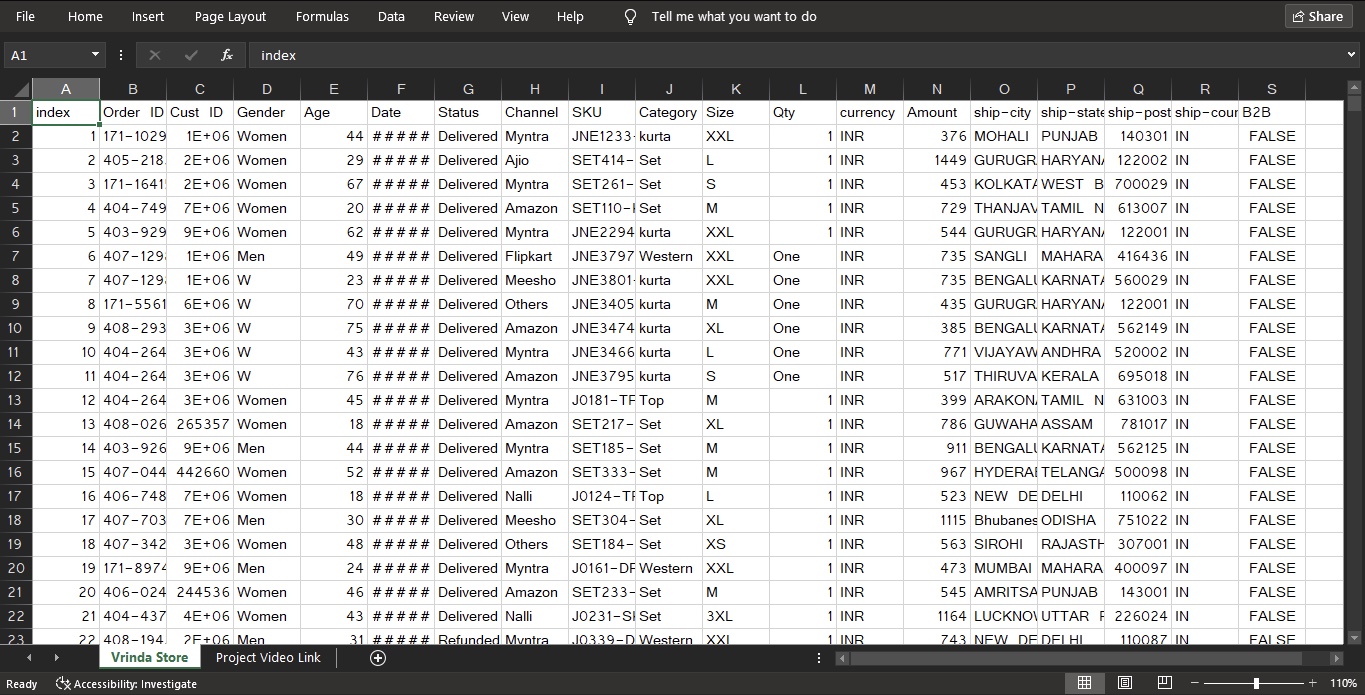 File Home Insert Page Layout Formulas Data Review View Help Tell me what you want to do Share
A1 fx index
A B C D E F G H I J K L M N O P Q R S
1 index Order ID Cust ID Gender Age Date Status Channel SKU Category Size Qty currency Amount ship-city ship-state ship-post ship-cour B2B
2 1 171-1029 1E+06 Women 44 ##### Delivered Myntra JNE1233- kurta XXL 1 INR 376 MOHALI PUNJAB 140301 IN FALSE
3 2 405-218 2E+06 Women 29 ##### Delivered Ajio SET414- Set L 1 INR 1449 GURUGR HARYANA 122002 IN FALSE
4 3 171-1641 2E+06 Women 67 ##### Delivered Myntra SET261- Set S 1 INR 453 KOLKATA WEST B 700029 IN FALSE
5 4 404-749 7E+06 Women 20 ##### Delivered Amazon SET110- Set M 1 INR 729 THANJAV TAMIL N 613007 IN FALSE
6 5 403-929 9E+06 Women 62 ##### Delivered Myntra JNE2294 kurta XXL 1 INR 544 GURUGR HARYANA 122001 IN FALSE
7 6 407-129 1E+06 Men 49 ##### Delivered Flipkart JNE3797 Western XXL One INR 735 SANGLI MAHARA 416436 IN FALSE
8 7 407-129 1E+06 W 23 ##### Delivered Meesho JNE3801- kurta XXL One INR 735 BENGALU KARNATA 560029 IN FALSE
9 8 171-5561 6E+06 W 70 ##### Delivered Others JNE3405 kurta M One INR 435 GURUGR HARYANA 122001 IN FALSE
10 9 408-293 3E+06 W 75 ##### Delivered Amazon JNE3474 kurta XL One INR 385 BENGALU KARNATA 562149 IN FALSE
11 10 404-264 3E+06 W 43 ##### Delivered Myntra JNE3466 kurta L One INR 771 VIJAYAW ANDHRA 520002 IN FALSE
12 11 404-264 3E+06 W 76 ##### Delivered Amazon JNE3795 kurta S One INR 517 THIRUVA KERALA 695018 IN FALSE
13 12 404-264 3E+06 Women 45 ##### Delivered Myntra J0181-TF Top M 1 INR 399 ARAKON TAMIL N 631003 IN FALSE
14 13 408-026 265357 Women 18 ##### Delivered Amazon SET217- Set XL 1 INR 786 GUWAHA ASSAM 781017 IN FALSE
15 14 403-926 9E+06 Men 44 ##### Delivered Myntra SET185- Set M 1 INR 911 BENGALU KARNATA 562125 IN FALSE
16 15 407-044 442660 Women 52 ##### Delivered Amazon SET333- Set M 1 INR 967 HYDERAI TELANGA 500098 IN FALSE
17 16 406-748 7E+06 Women 18 ##### Delivered Nalli J0124-TF Top L 1 INR 523 NEW DE DELHI 110062 IN FALSE
18 17 407-703 7E+06 Men 30 ##### Delivered Meesho SET304- Set XL 1 INR 1115 Bhubanes ODISHA 751022 IN FALSE
19 18 407-342 3E+06 Women 48 ##### Delivered Others SET184- Set XS 1 INR 563 SIROHI RAJASTH 307001 IN FALSE
20 19 171-8974 9E+06 Men 24 ##### Delivered Myntra J0161-DF Western XXL 1 INR 473 MUMBAI MAHARA 400097 IN FALSE
21 20 406-024 244536 Women 46 ##### Delivered Amazon SET233- Set M 1 INR 545 AMRITSA PUNJAB 143001 IN FALSE
22 21 404-437 4E+06 Women 43 ##### Delivered Nalli J0231-SK Set 3XL 1 INR 1164 LUCKNOW UTTAR P 226024 IN FALSE
23 22 408-194 2E+06 Men 31 ##### Refunded Myntra J0339-D Western XXL 1 INR 743 NEW DE DELHI 110087 IN FALSE
Vrinda Store Project Video Link
Ready Accessibility: Investigate 110%